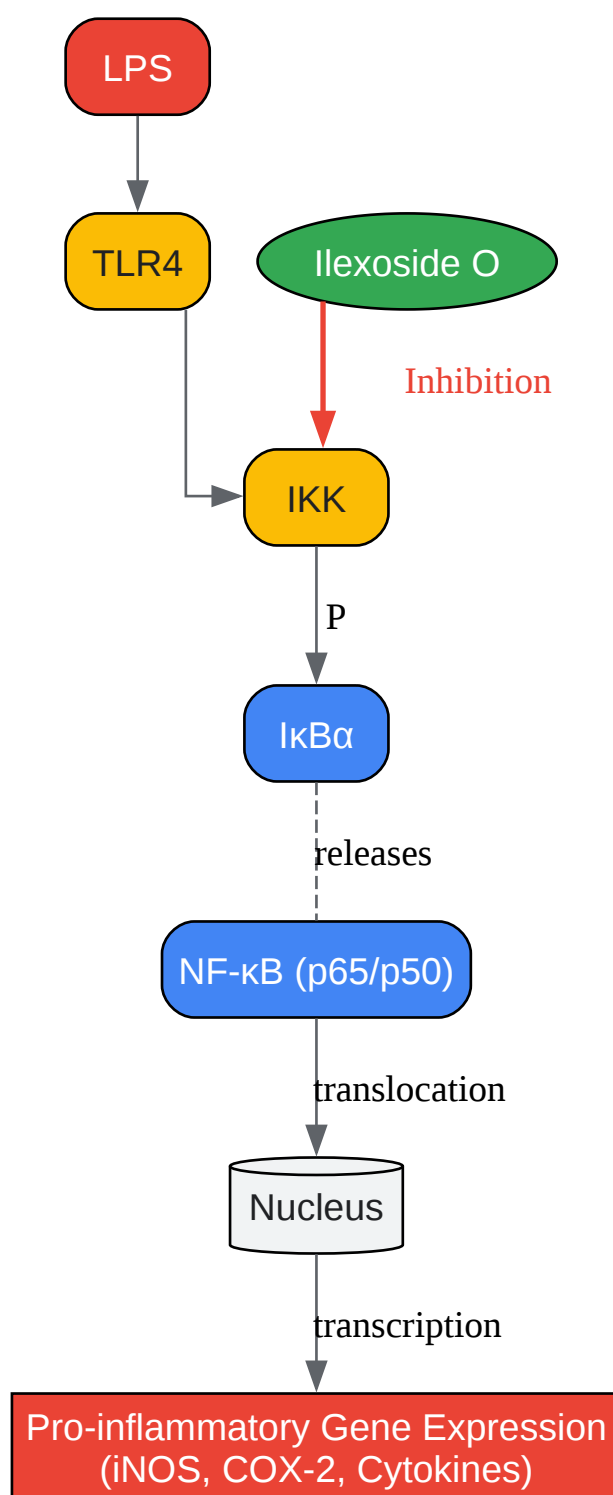 LPS
TLR4
Ilexoside O
Inhibition
IKK
P
IκBα
releases
NF-κB (p65/p50)
translocation
Nucleus
transcription
Pro-inflammatory Gene Expression
(iNOS, COX-2, Cytokines)